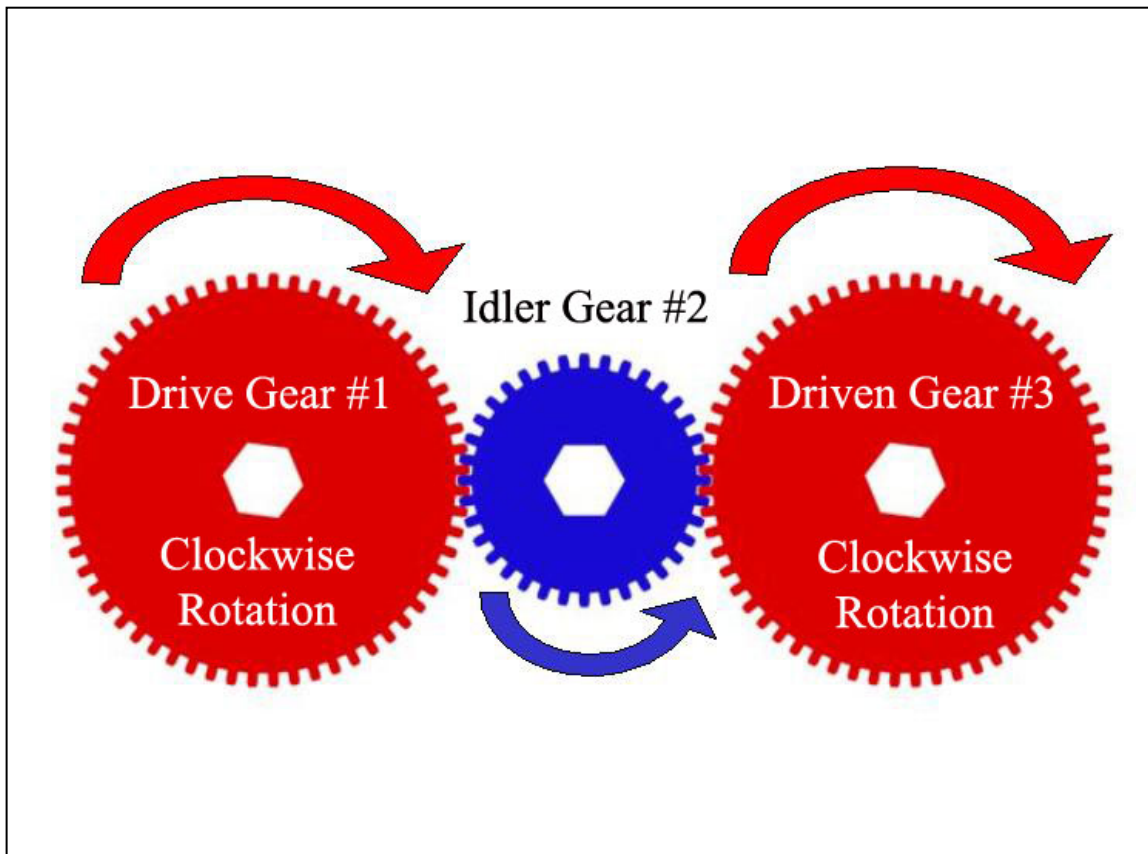 Idler Gear #2
Drive Gear #1
Clockwise
Rotation
Driven Gear #3
Clockwise
Rotation